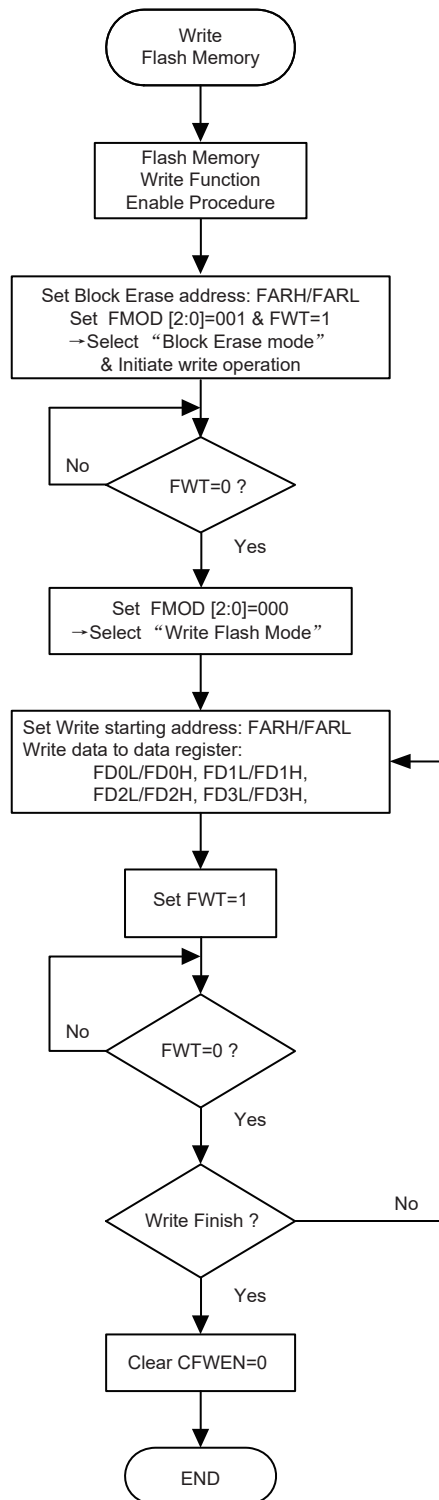 Write
Flash Memory
Flash Memory
Write Function
Enable Procedure
Set Block Erase address: FARH/FARL
Set FMOD [2:0]=001 & FWT=1
→Select “Block Erase mode”
& Initiate write operation
No
FWT=0 ?
Yes
Set FMOD [2:0]=000
→Select “Write Flash Mode”
Set Write starting address: FARH/FARL
Write data to data register:
FD0L/FD0H, FD1L/FD1H,
FD2L/FD2H, FD3L/FD3H,
Set FWT=1
No
FWT=0 ?
Yes
Write Finish ?
No
Yes
Clear CFWEN=0
END